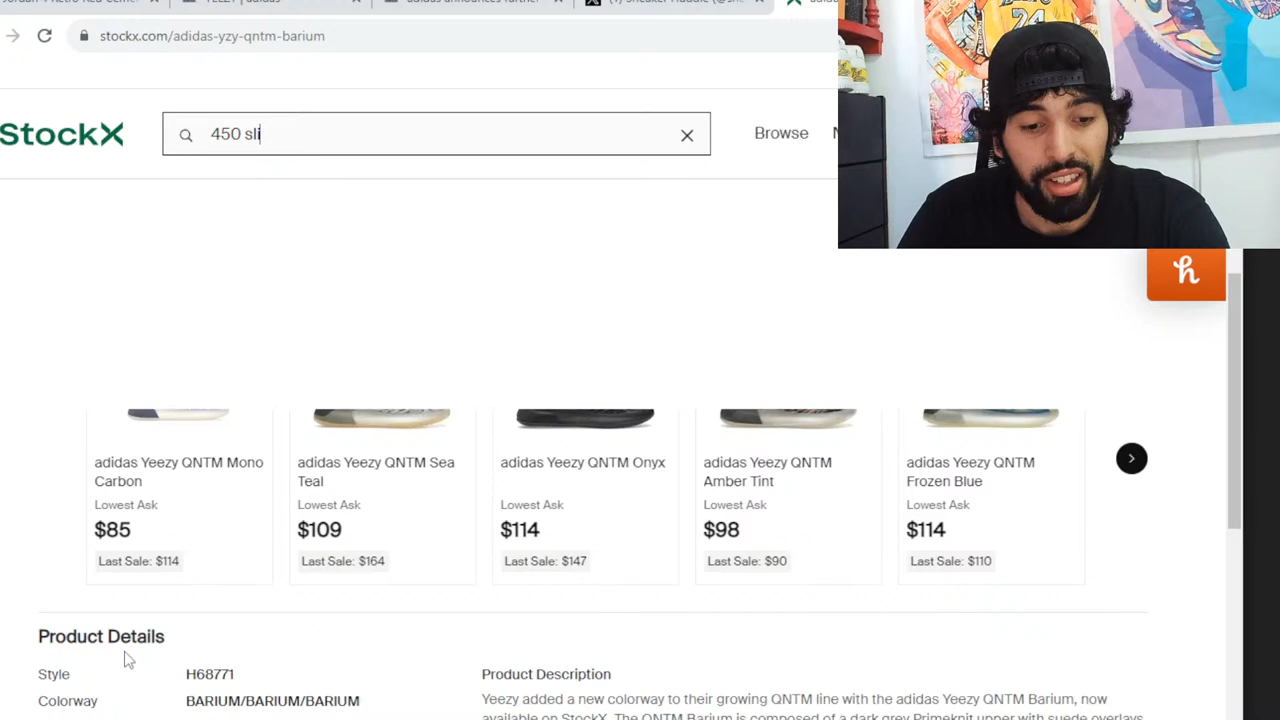 stockx.com/adidas-yzy-qntm-barium
StockX
450 sli
Browse
24
h
adidas Yeezy QNTM Mono
Carbon
Lowest Ask
$85
Last Sale: $114
adidas Yeezy QNTM Sea
Teal
Lowest Ask
$109
Last Sale: $164
adidas Yeezy QNTM Onyx
Lowest Ask
$114
Last Sale: $147
adidas Yeezy QNTM
Amber Tint
Lowest Ask
$98
Last Sale: $90
adidas Yeezy QNTM
Frozen Blue
Lowest Ask
$114
Last Sale: $110
Product Details
Style H68771
Colorway BARIUM/BARIUM/BARIUM
Product Description
Yeezy added a new colorway to their growing QNTM line with the adidas Yeezy QNTM Barium, now
available on StockX. The QNTM Barium is composed of a dark grey Primeknit upper with suede overlays